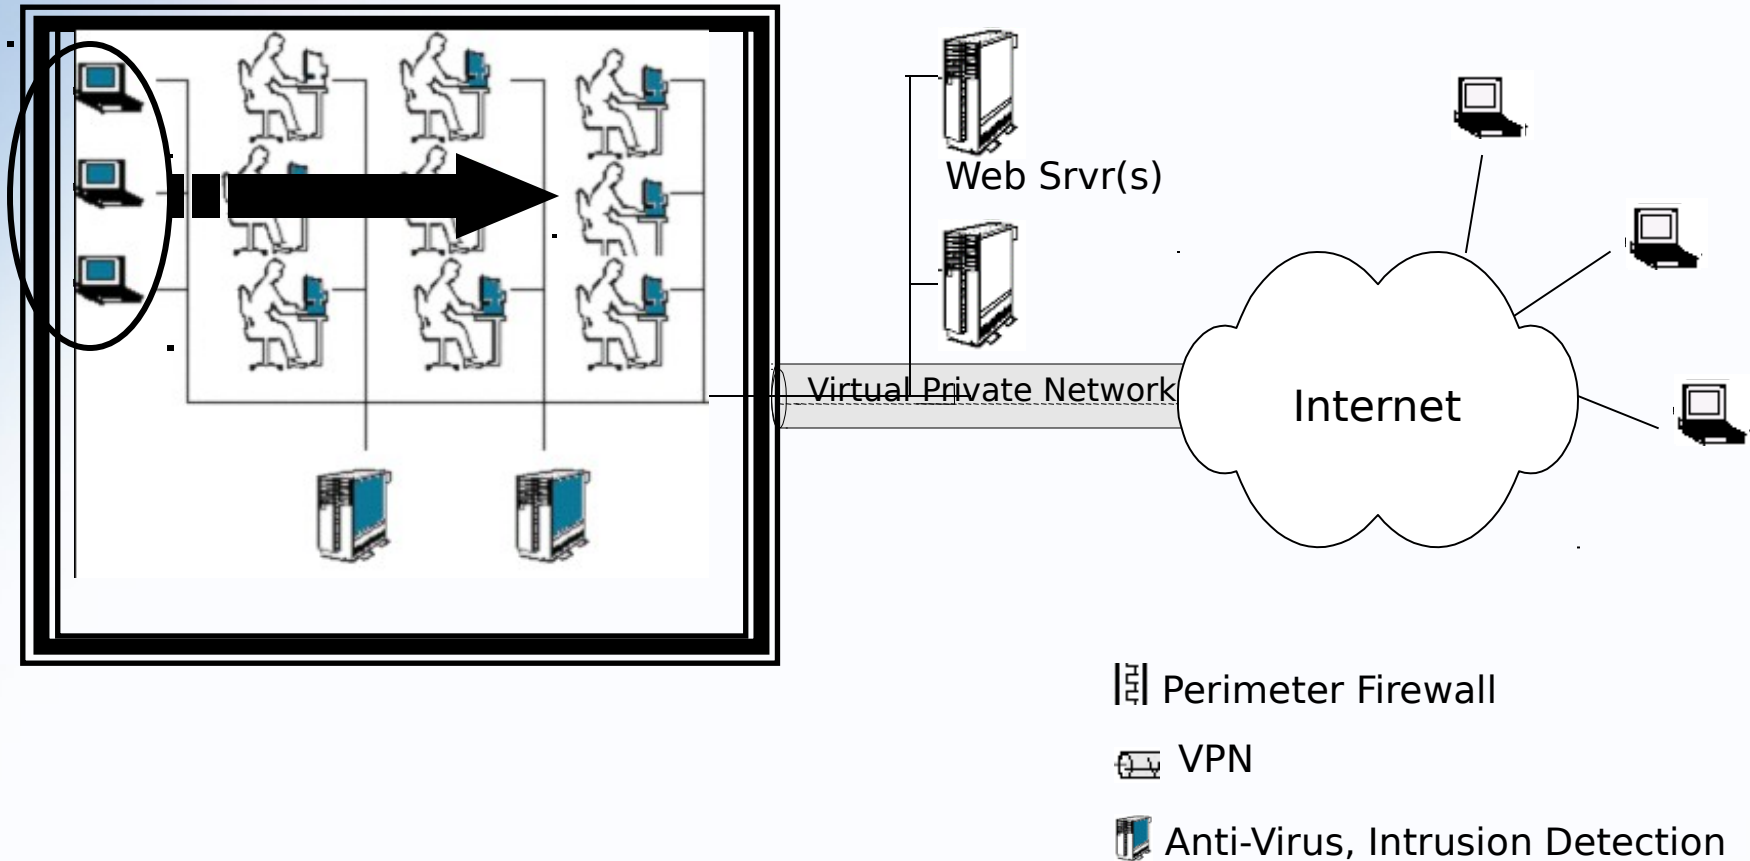 Web Srvr(s)
Virtual Private Network
Internet
Perimeter Firewall
VPN
Anti-Virus, Intrusion Detection